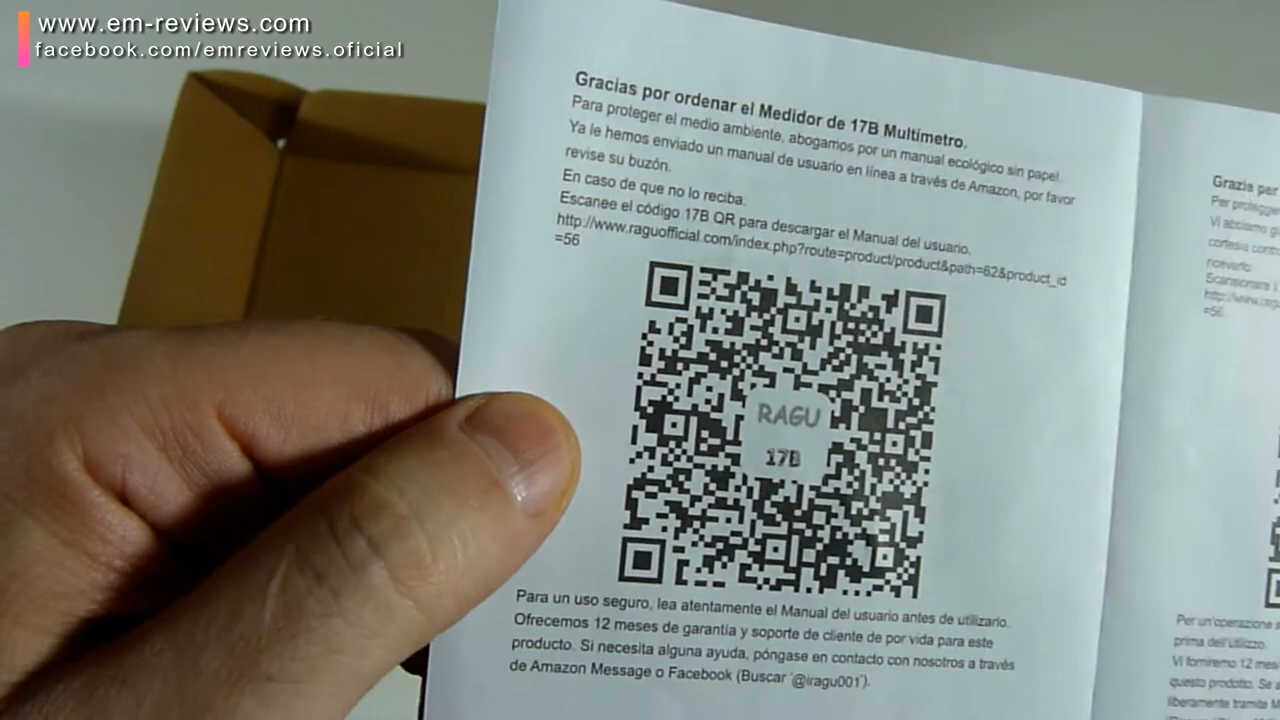 www.em-reviews.com
facebook.com/emreviews.oficial
Gracias por ordenar el Medidor de 17B Multímetro.
Para proteger el medio ambiente, abogamos por un manual ecológico sin papel.
Ya le hemos enviado un manual de usuario en línea a través de Amazon, por favor
revise su buzón.
En caso de que no lo reciba:
Escanee el código 17B QR para descargar el Manual del usuario.
http://www.raguofficial.com/index.php?route=product/product&path=62&product_id
=56
RAGU
17B
Para un uso seguro, lea atentamente el Manual del usuario antes de utilizarlo.
Ofrecemos 12 meses de garantía y soporte de cliente de por vida para este
producto. Si necesita alguna ayuda, póngase en contacto con nosotros a través
de Amazon Message o Facebook (Buscar '@iragu001').
Grazie per
Per proteggere
Vi abbiamo
cortesia
riceverlo:
Scansionare
=56
Per un'operazione
prima dell'utilizzo.
Vi forniremo 12 mesi
questo prodotto. Se
liberamente tramite